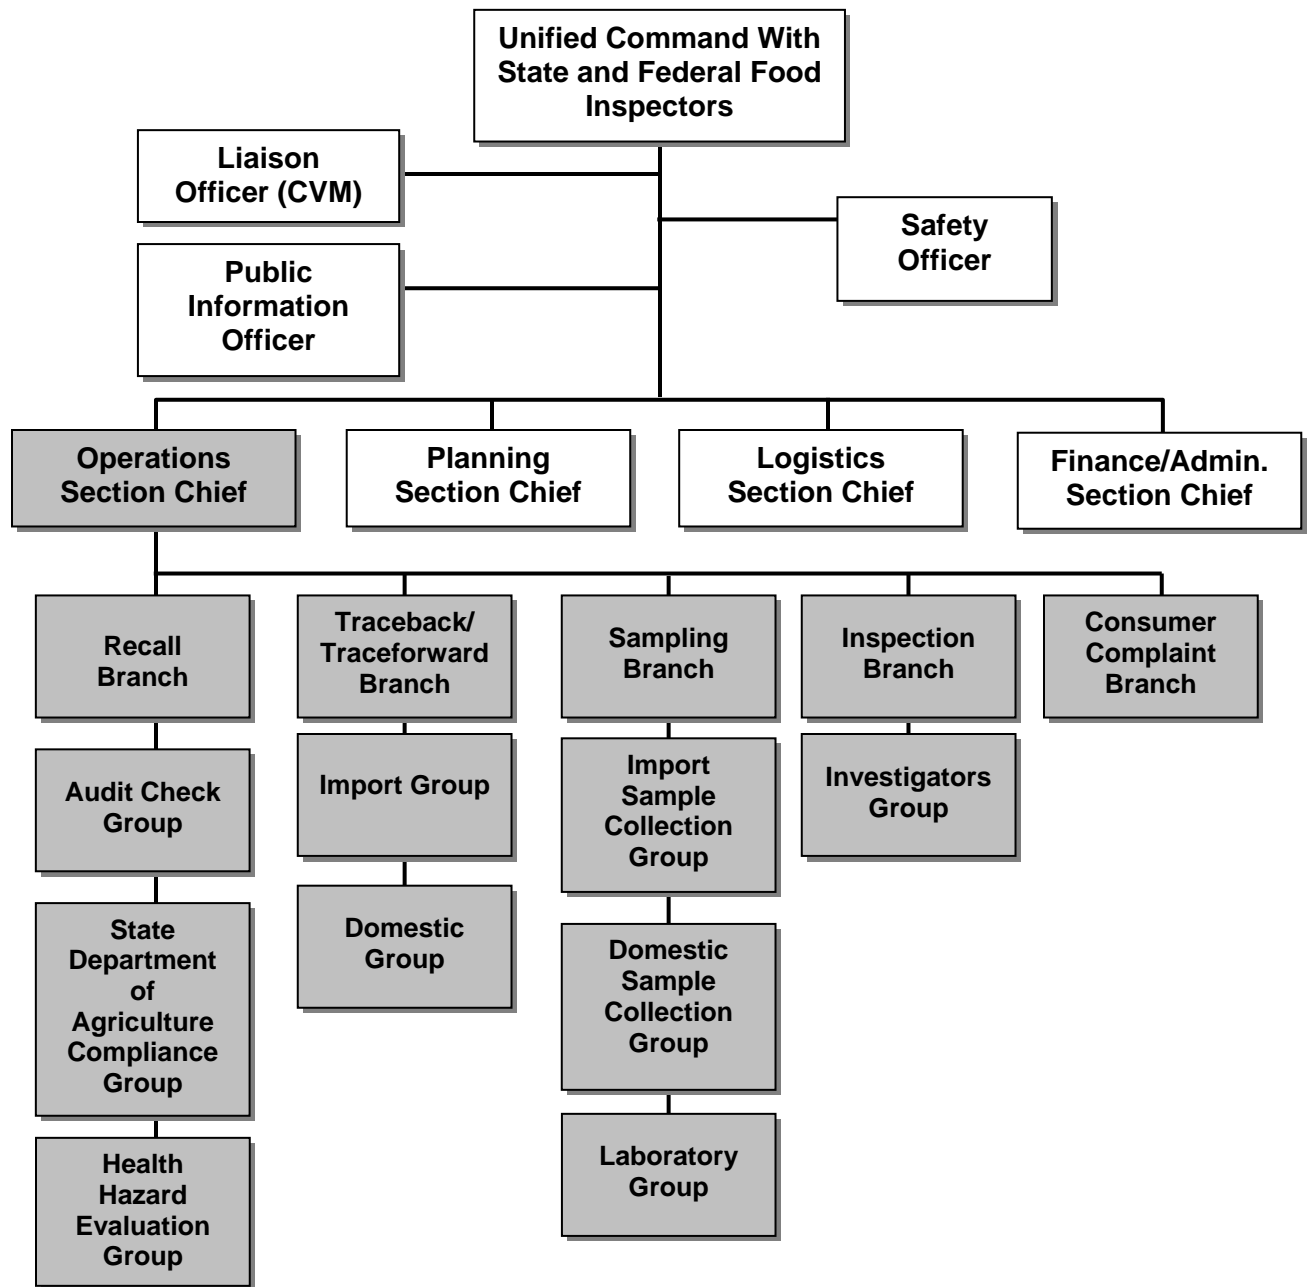 Unified Command With
State and Federal Food
Inspectors
Liaison
Officer (CVM)
Safety
Officer
Public
Information
Officer
Operations
Section Chief
Planning
Section Chief
Logistics
Section Chief
Finance/Admin.
Section Chief
Recall
Branch
Traceback/
Traceforward
Branch
Sampling
Branch
Inspection
Branch
Consumer
Complaint
Branch
Audit Check
Group
Import Group
Import
Sample
Collection
Group
Investigators
Group
State
Department
of
Agriculture
Compliance
Group
Domestic
Group
Domestic
Sample
Collection
Group
Health
Hazard
Evaluation
Group
Laboratory
Group